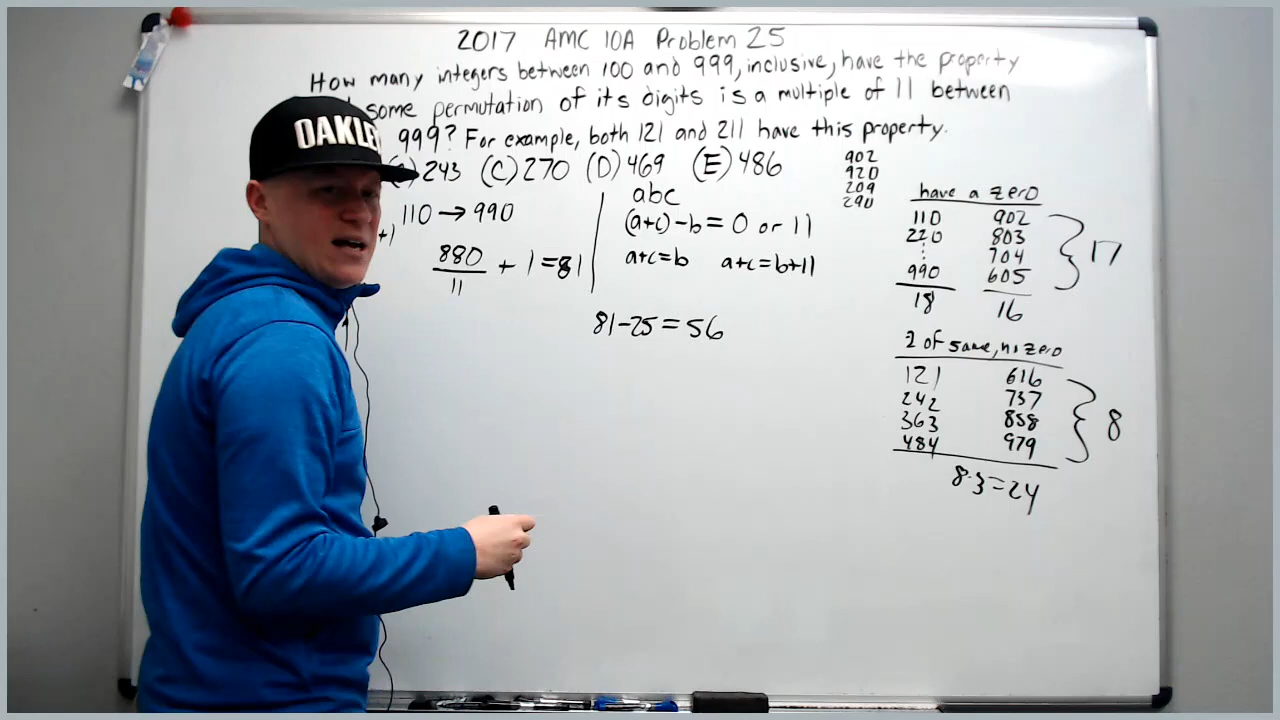 2017 AMC 10A Problem 25
How many integers between 100 and 999, inclusive, have the property
some permutation of its digits is a multiple of 11 between
999? For example, both 121 and 211 have this property.
243 (C) 270 (D) 469 (E) 486
OAKLE
110 → 990
+1
880
11
+ 1 = 81
abc
(a+c) - b = 0 or 11
a+c=b a+c=b+11
81-25 = 56
902
920
209
290
have a zero
110 902
220 803
⋮ 704
990 605
18 16
17
2 of same, no zero
121 616
242 737
363 858
484 979
8
8·3=24